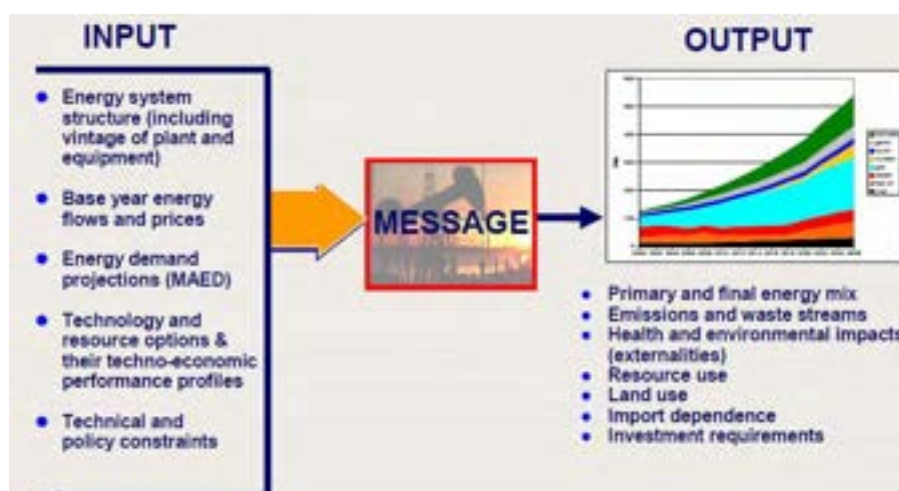 INPUT
Energy system
structure (including
vintage of plant and
equipment)
Base year energy
flows and prices
Energy demand
projections (MAED)
Technology and
resource options &
their techno-economic
performance profiles
Technical and
policy constraints
MESSAGE
OUTPUT
Primary and final energy mix
Emissions and waste streams
Health and environmental impacts
(externalities)
Resource use
Land use
Import dependence
Investment requirements